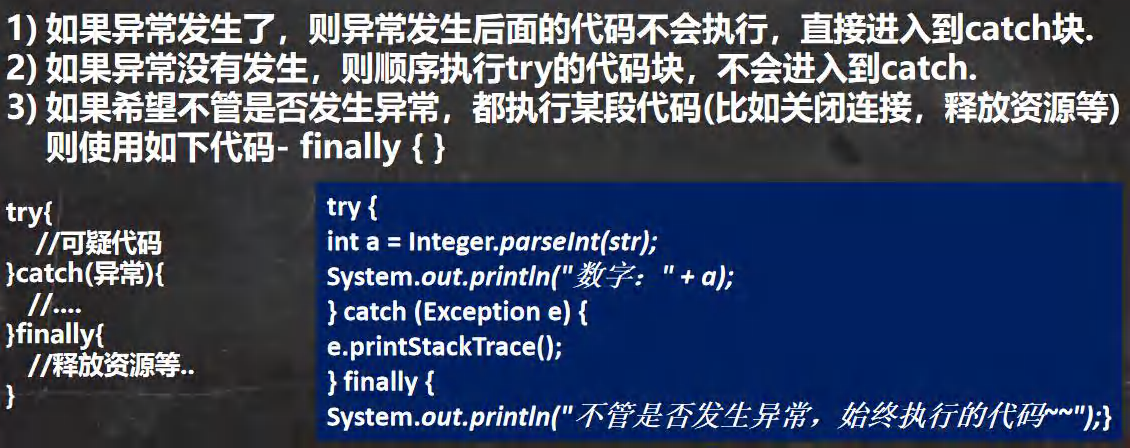 1) 如果异常发生了，则异常发生后面的代码不会执行，直接进入到catch块.
2) 如果异常没有发生，则顺序执行try的代码块，不会进入到catch.
3) 如果希望不管是否发生异常，都执行某段代码(比如关闭连接，释放资源等)
则使用如下代码- finally { }
try{
//可疑代码
}catch(异常){
//....
}finally{
//释放资源等..
}
try {
int a = Integer.parseInt(str);
System.out.println("数字：" + a);
} catch (Exception e) {
e.printStackTrace();
} finally {
System.out.println("不管是否发生异常，始终执行的代码~~");}